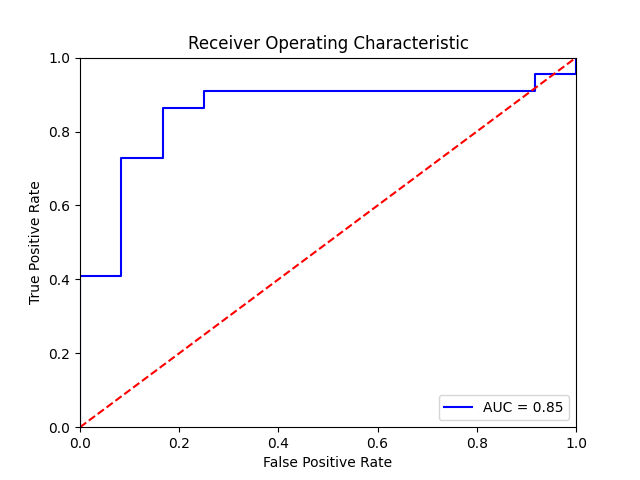 Receiver Operating Characteristic
1.0
0.8
0.6
0.4
0.2
0.0
True Positive Rate
AUC = 0.85
0.0 0.2 0.4 0.6 0.8 1.0
False Positive Rate